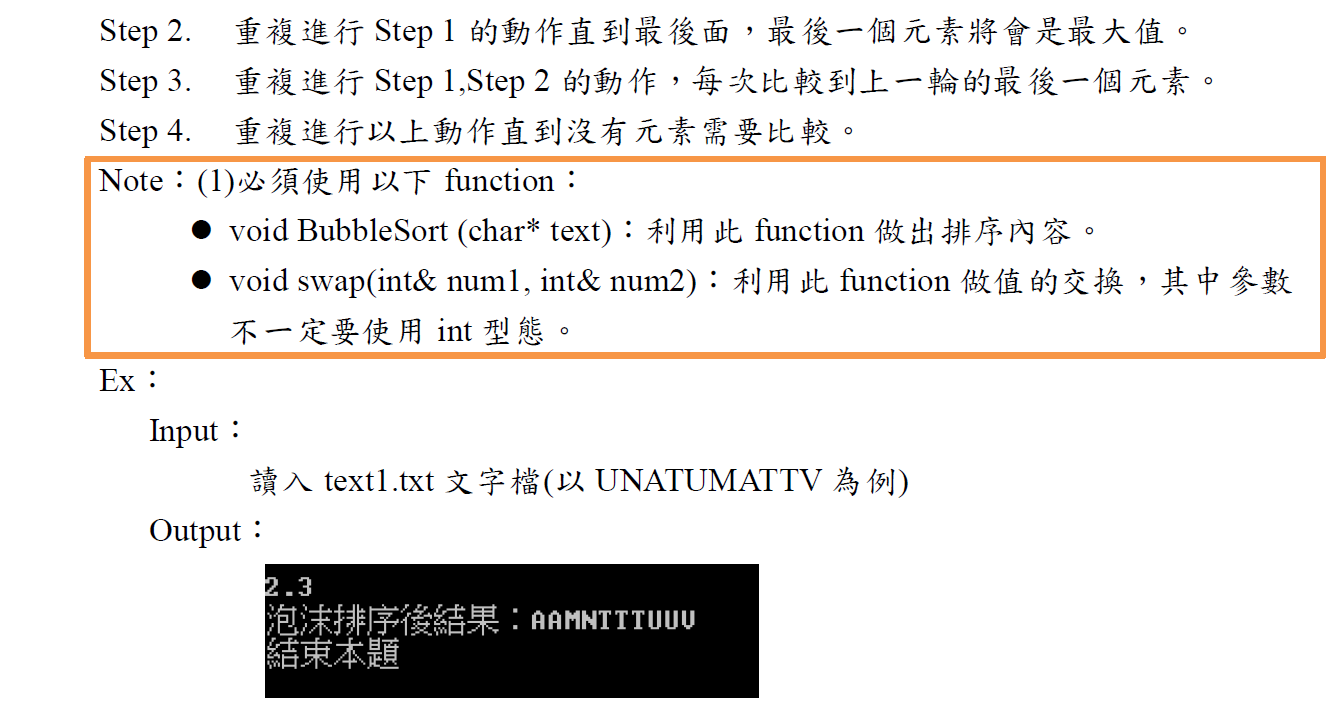 Step 2. 重複進行 Step 1 的動作直到最後面，最後一個元素將會是最大值。
Step 3. 重複進行 Step 1,Step 2 的動作，每次比較到上一輪的最後一個元素。
Step 4. 重複進行以上動作直到沒有元素需要比較。
Note：(1)必須使用以下 function：
● void BubbleSort (char* text)：利用此 function 做出排序內容。
● void swap(int& num1, int& num2)：利用此 function 做值的交換，其中參數
不一定要使用 int 型態。
Ex：
Input：
讀入 text1.txt 文字檔(以 UNATUMATTV 為例)
Output：
2.3
泡沫排序後結果：AAMNTTTUUV
結束本題